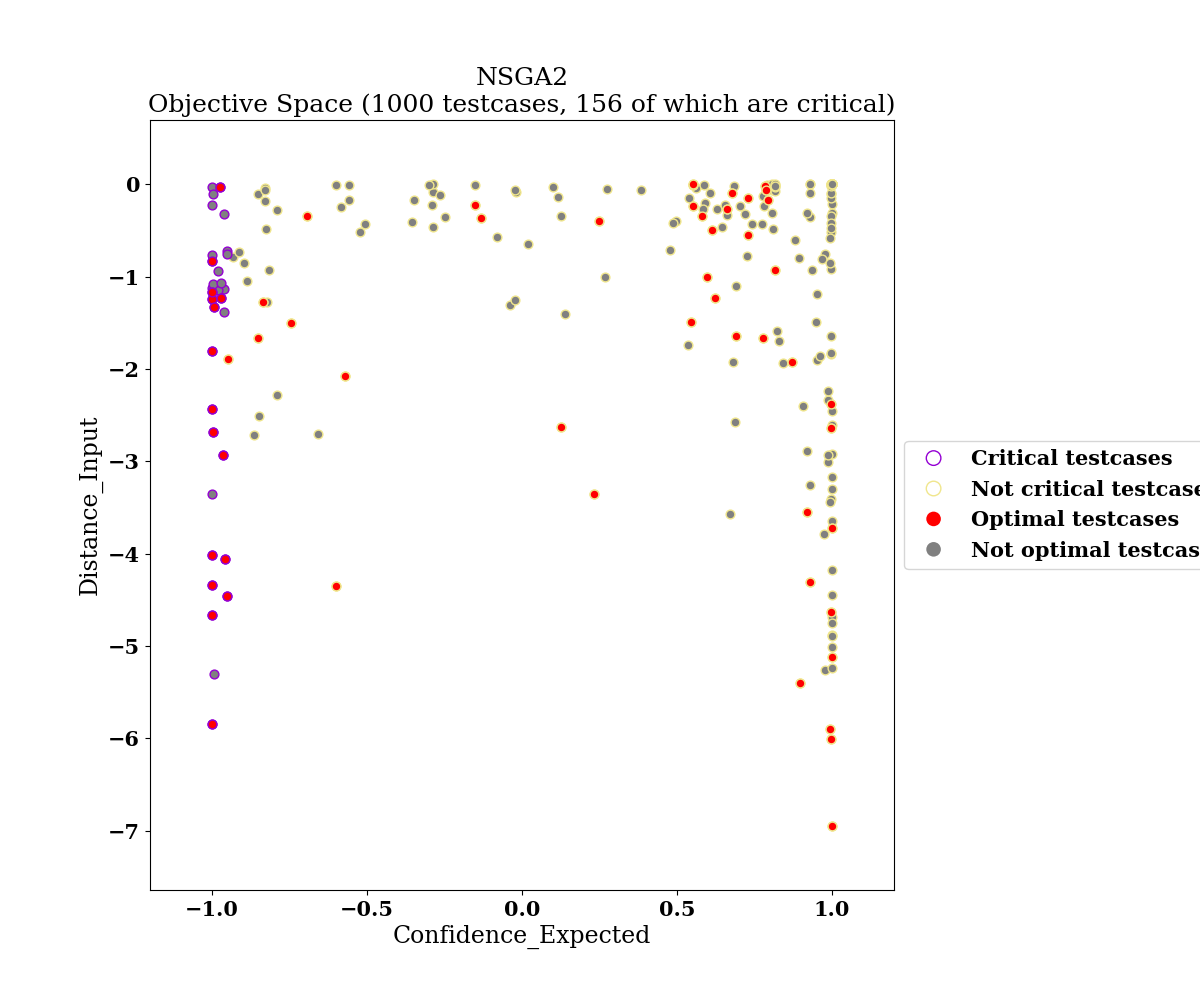 NSGA2
Objective Space (1000 testcases, 156 of which are critical)
0
−1
−2
−3
−4
−5
−6
−7
Distance_Input
−1.0 −0.5 0.0 0.5 1.0
Confidence_Expected
Critical testcases
Not critical testcase
Optimal testcases
Not optimal testcas